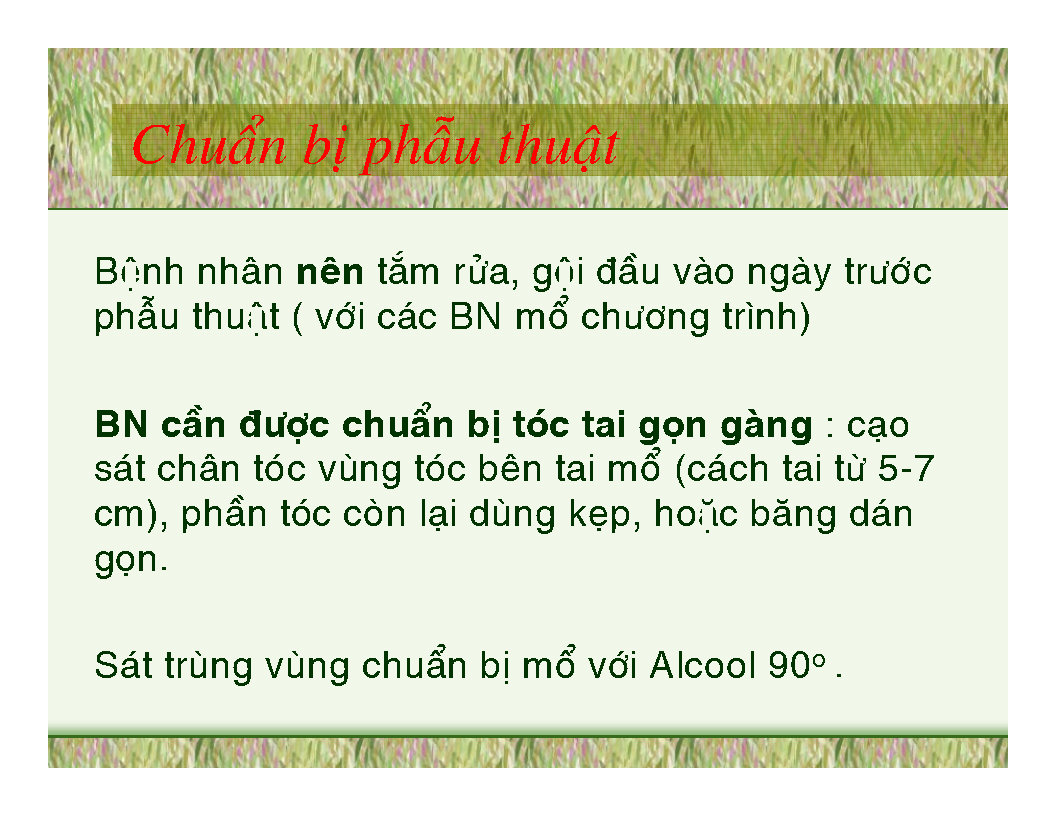 Chuẩn bị phẫu thuật
Bệnh nhân nên tắm rửa, gội đầu vào ngày trước
phẫu thuật ( với các BN mổ chương trình)
BN cần được chuẩn bị tóc tai gọn gàng : cạo
sát chân tóc vùng tóc bên tai mổ (cách tai từ 5-7
cm), phần tóc còn lại dùng kẹp, hoặc băng dán
gọn.
Sát trùng vùng chuẩn bị mổ với Alcool 90º .